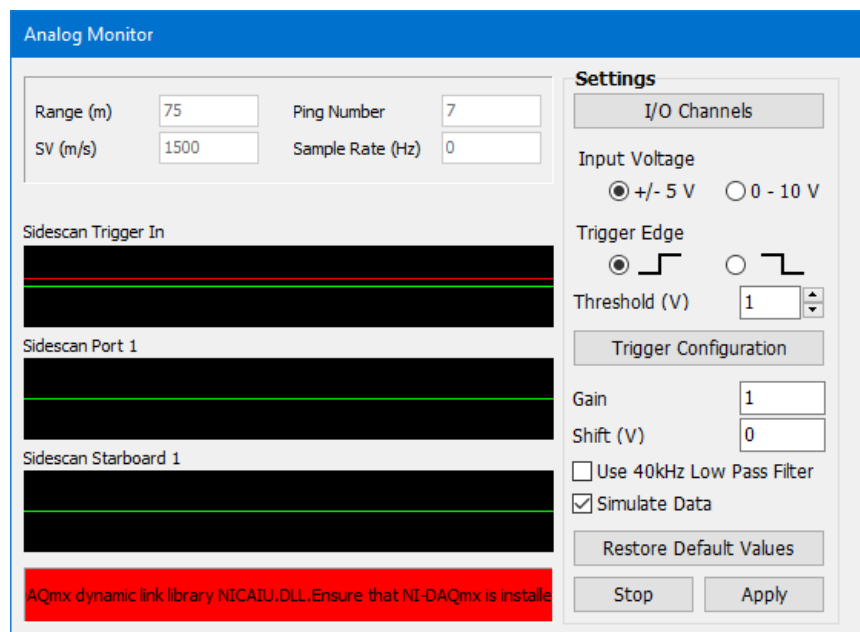 Analog Monitor
Range (m) 75 Ping Number 7
SV (m/s) 1500 Sample Rate (Hz) 0
Sidescan Trigger In
Sidescan Port 1
Sidescan Starboard 1
AQmx dynamic link library NICAIU.DLL.Ensure that NI-DAQmx is installe
Settings
I/O Channels
Input Voltage
+/- 5 V 0 - 10 V
Trigger Edge
Threshold (V) 1
Trigger Configuration
Gain 1
Shift (V) 0
Use 40kHz Low Pass Filter
Simulate Data
Restore Default Values
Stop Apply